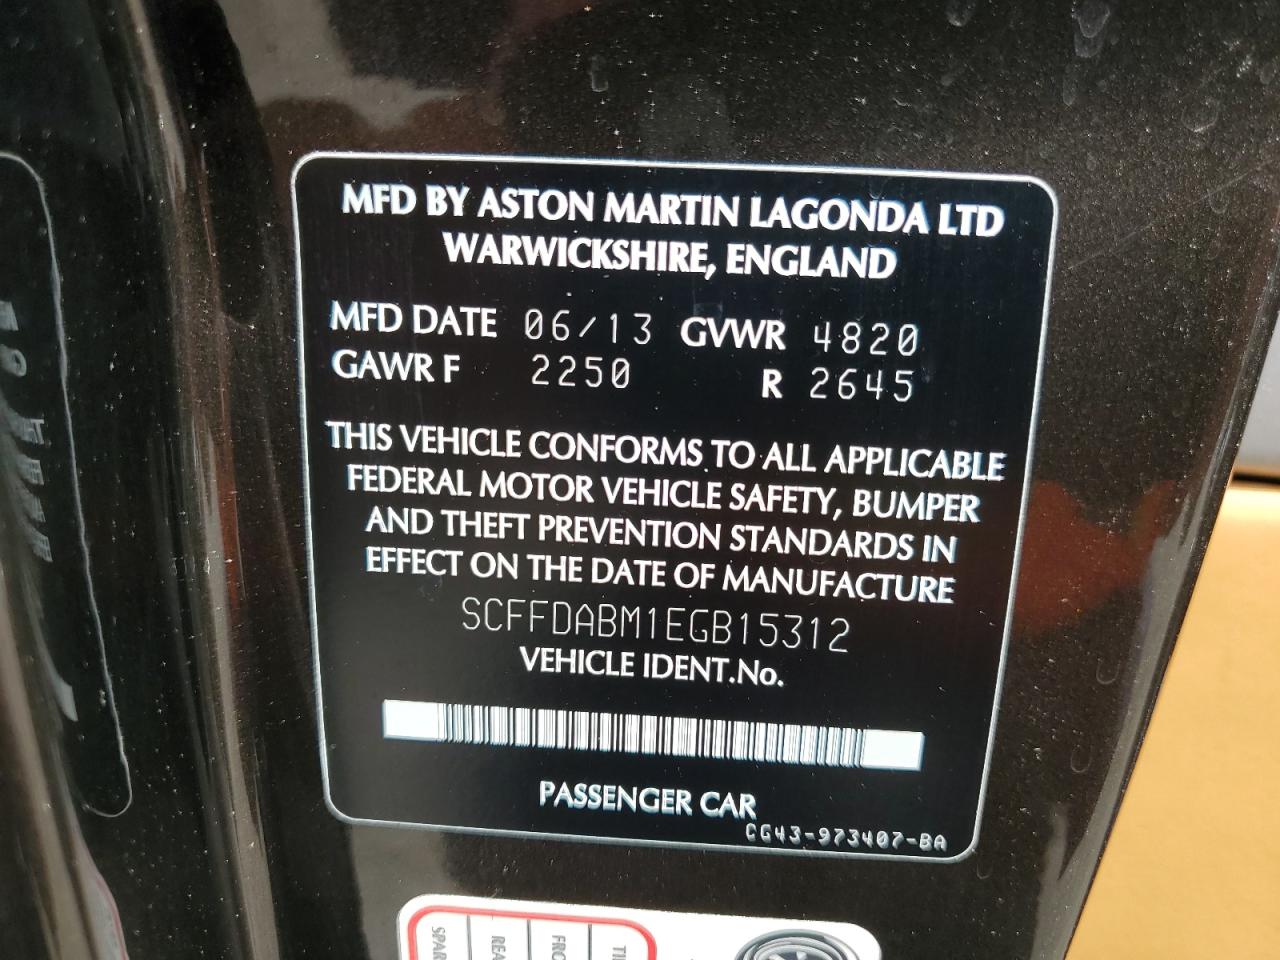 MFD BY ASTON MARTIN LAGONDA LTD
WARWICKSHIRE, ENGLAND
MFD DATE 06/13 GVWR 4820
GAWR F 2250 R 2645
THIS VEHICLE CONFORMS TO ALL APPLICABLE
FEDERAL MOTOR VEHICLE SAFETY, BUMPER
AND THEFT PREVENTION STANDARDS IN
EFFECT ON THE DATE OF MANUFACTURE
SCFFDABM1EGB15312
VEHICLE IDENT.No.
PASSENGER CAR
CG43-973407-BA